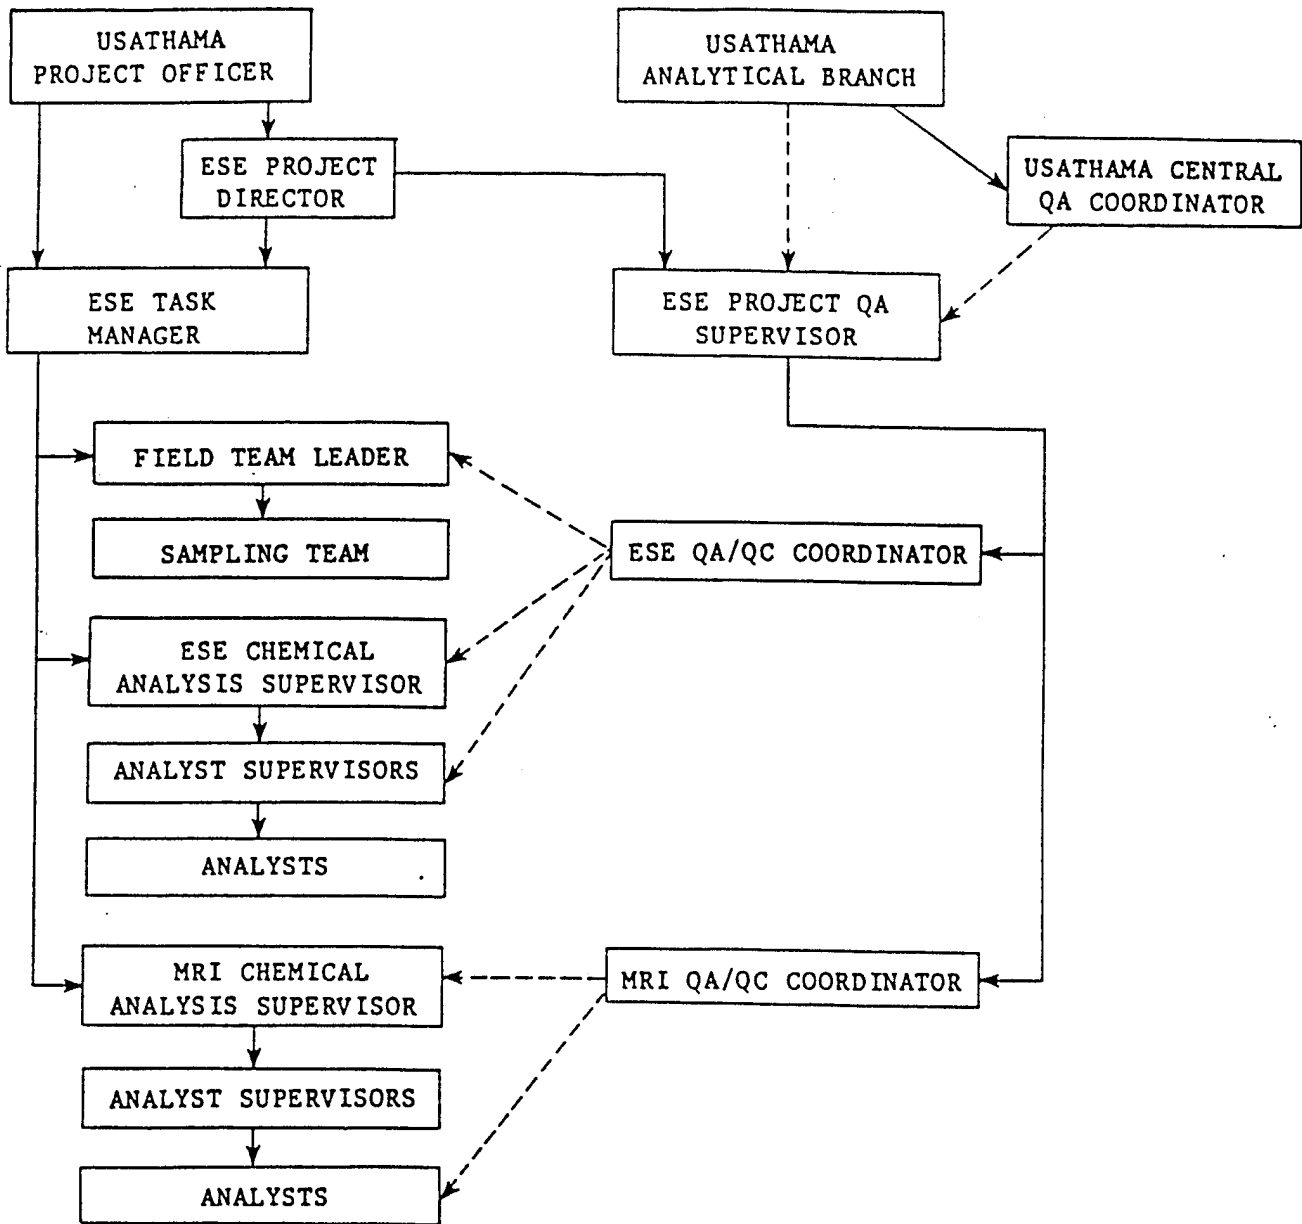 USATHAMA
PROJECT OFFICER
USATHAMA
ANALYTICAL BRANCH
ESE PROJECT
DIRECTOR
USATHAMA CENTRAL
QA COORDINATOR
ESE TASK
MANAGER
ESE PROJECT QA
SUPERVISOR
FIELD TEAM LEADER
SAMPLING TEAM
ESE QA/QC COORDINATOR
ESE CHEMICAL
ANALYSIS SUPERVISOR
ANALYST SUPERVISORS
ANALYSTS
MRI CHEMICAL
ANALYSIS SUPERVISOR
MRI QA/QC COORDINATOR
ANALYST SUPERVISORS
ANALYSTS